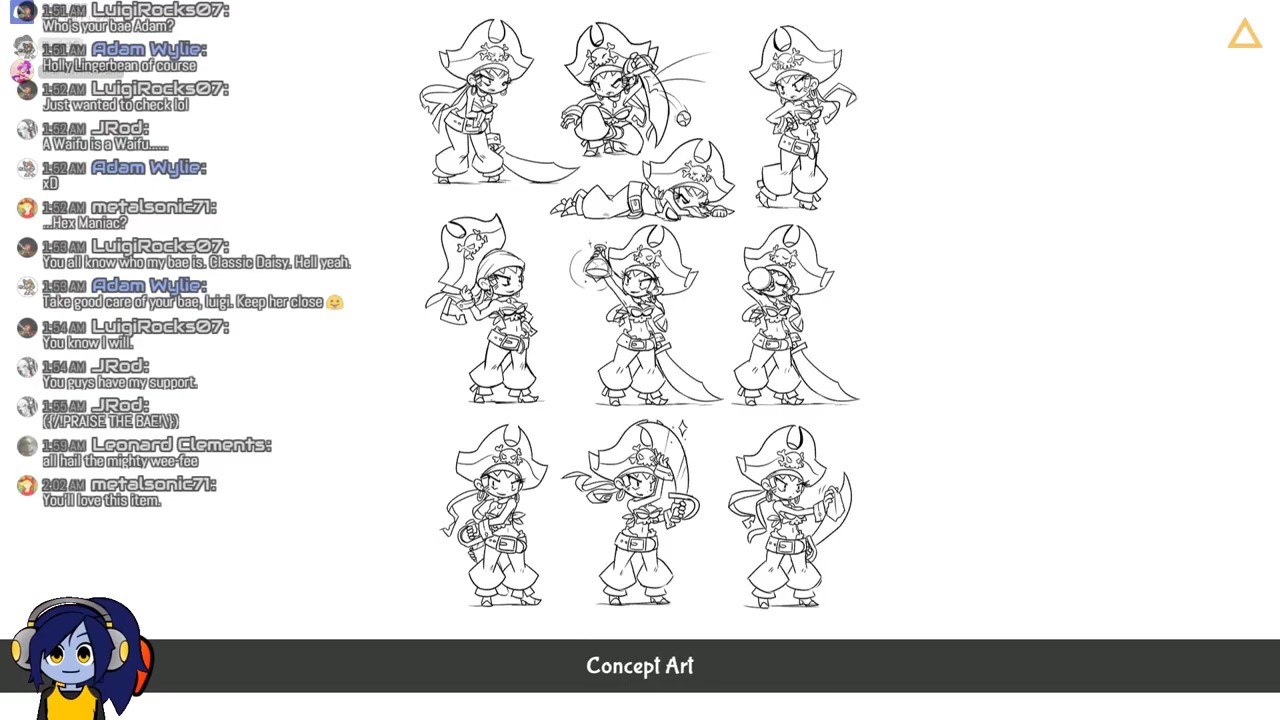 1:51 AM LuigiRocks07:
Who's your bae Adam?
1:51 AM Adam Wylie:
Holly Lingerbean of course
1:52 AM LuigiRocks07:
Just wanted to check lol
1:52 AM JRod:
A Waifu is a Waifu......
1:52 AM Adam Wylie:
xD
1:52 AM metalsonic71:
...Hex Maniac?
1:53 AM LuigiRocks07:
You all know who my bae is. Classic Daisy. Hell yeah.
1:53 AM Adam Wylie:
Take good care of your bae, luigi. Keep her close 🙂
1:54 AM LuigiRocks07:
You know I will.
1:54 AM JRod:
You guys have my support.
1:55 AM JRod:
({/!PRAISE THE BAE!\})
1:59 AM Leonard Clements:
all hail the mighty wee-fee
2:02 AM metalsonic71:
You'll love this item.
Concept Art